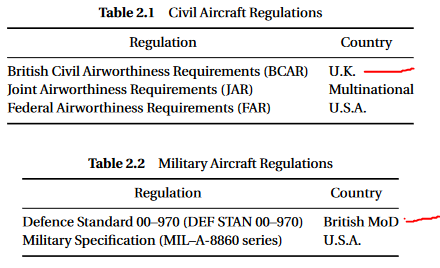 Table 2.1 Civil Aircraft Regulations
Regulation Country
British Civil Airworthiness Requirements (BCAR) U.K.
Joint Airworthiness Requirements (JAR) Multinational
Federal Airworthiness Requirements (FAR) U.S.A.
Table 2.2 Military Aircraft Regulations
Regulation Country
Defence Standard 00–970 (DEF STAN 00–970) British MoD
Military Specification (MIL–A-8860 series) U.S.A.